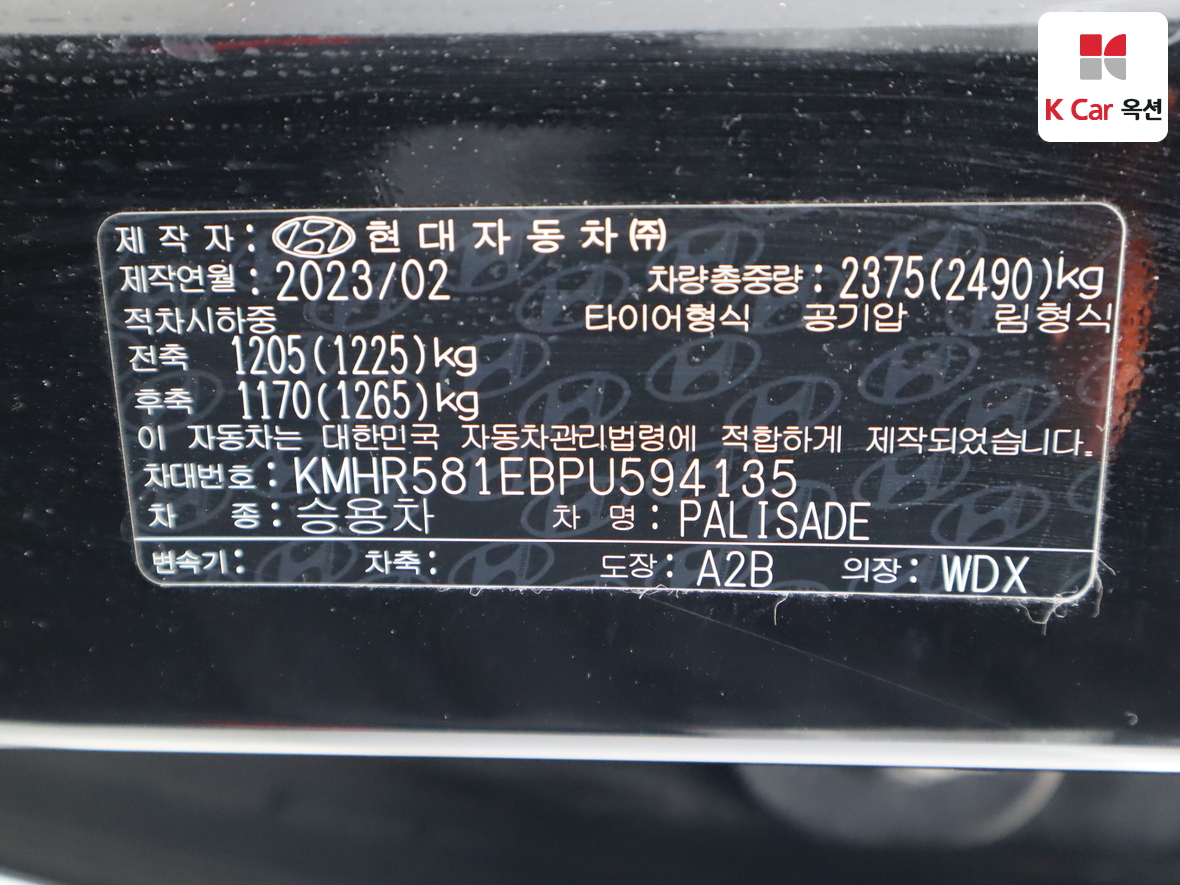 K Car 옥션
제 작 자 : 현 대 자 동 차 ㈜
제작연월 : 2023/02 차량총중량 : 2375(2490)kg
적차시하중 타이어형식 공기압 림형식
전축 1205(1225)kg
후축 1170(1265)kg
이 자동차는 대한민국 자동차관리법령에 적합하게 제작되었습니다.
차대번호 : KMHR581EBPU594135
차 종 : 승용차 차 명 : PALISADE
변속기 : 차축 : 도장 : A2B 의장 : WDX